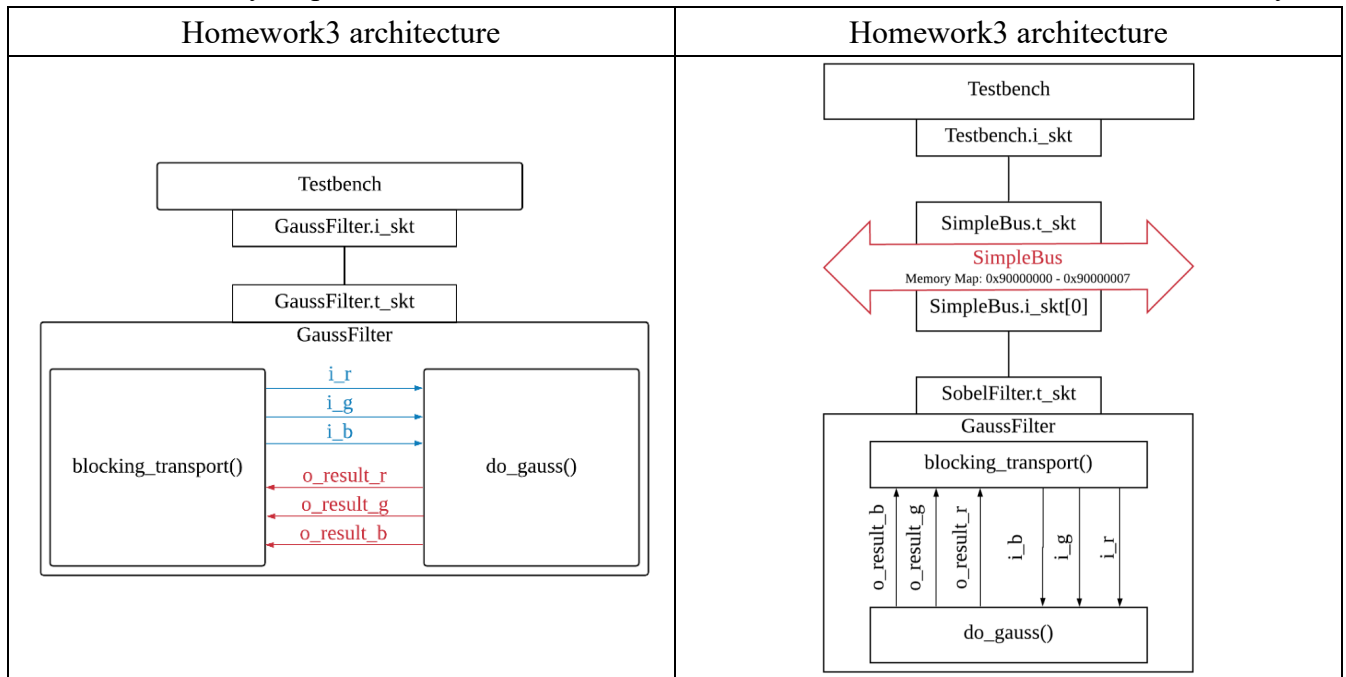 Homework3 architecture
Homework3 architecture
Testbench
GaussFilter.i_skt
GaussFilter.t_skt
GaussFilter
blocking_transport()
i_r
i_g
i_b
o_result_r
o_result_g
o_result_b
do_gauss()
Testbench
Testbench.i_skt
SimpleBus.t_skt
SimpleBus
Memory Map: 0x90000000 - 0x90000007
SimpleBus.i_skt[0]
SobelFilter.t_skt
GaussFilter
blocking_transport()
o_result_b
o_result_g
o_result_r
i_b
i_g
i_r
do_gauss()